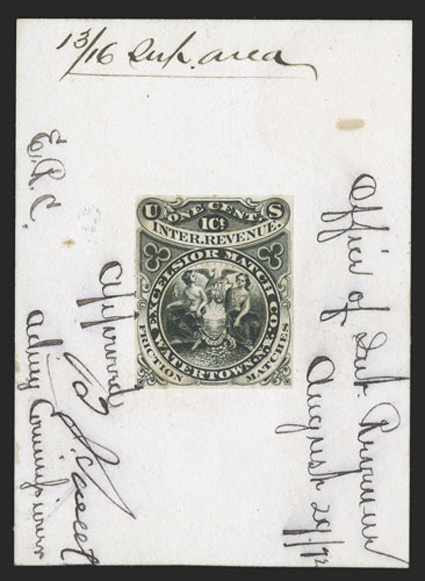 13/16 Sup. area
U ONE CENT. S
1Ct
INTER. REVENUE.
EXCELSIOR MATCH CO.
WATERTOWN. N.Y.
FRICTION MATCHES
Office of Int. Revenue
August 29/72
E.A.C.
Approved
Acting Commissioner